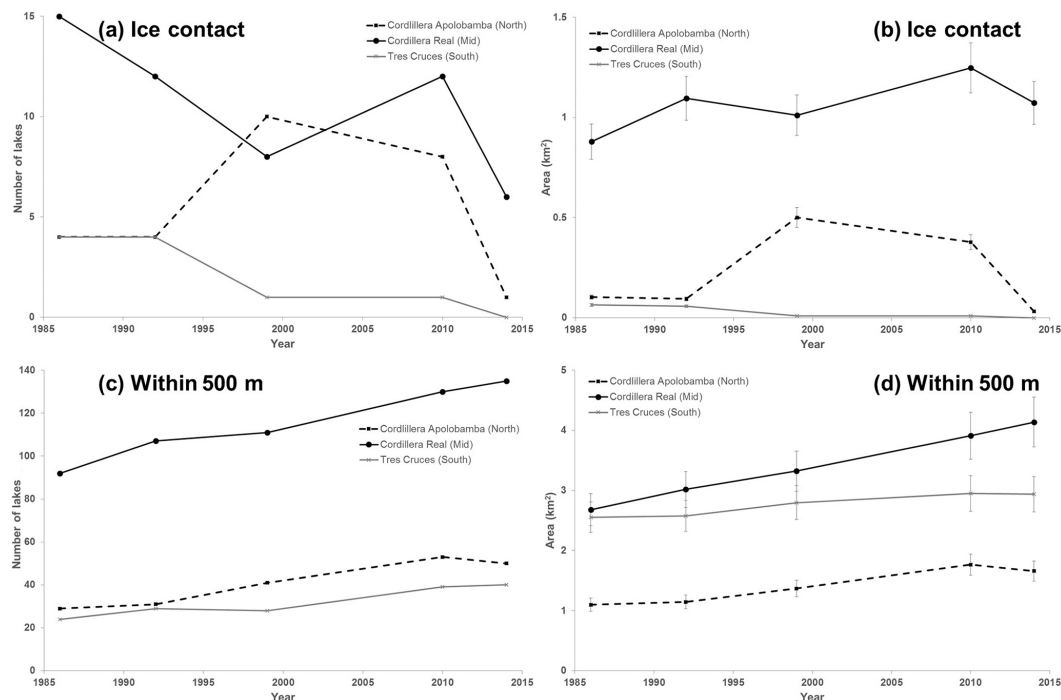 (a) Ice contact
Cordlillera Apolobamba (North)
Cordillera Real (Mid)
Tres Cruces (South)
Number of lakes
15
10
5
0
1985 1990 1995 2000 2005 2010 2015
Year
(b) Ice contact
Cordlillera Apolobamba (North)
Cordillera Real (Mid)
Tres Cruces (South)
Area (km²)
1.5
1
0.5
0
1985 1990 1995 2000 2005 2010 2015
Year
(c) Within 500 m
Cordlillera Apolobamba (North)
Cordillera Real (Mid)
Tres Cruces (South)
Number of lakes
140
120
100
80
60
40
20
0
1985 1990 1995 2000 2005 2010 2015
Year
(d) Within 500 m
Cordlillera Apolobamba (North)
Cordillera Real (Mid)
Tres Cruces (South)
Area (km²)
5
4
3
2
1
0
1985 1990 1995 2000 2005 2010 2015
Year